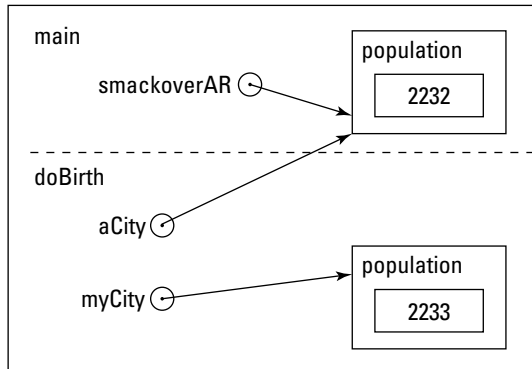 main
population
smackoverAR
2232
doBirth
aCity
population
myCity
2233